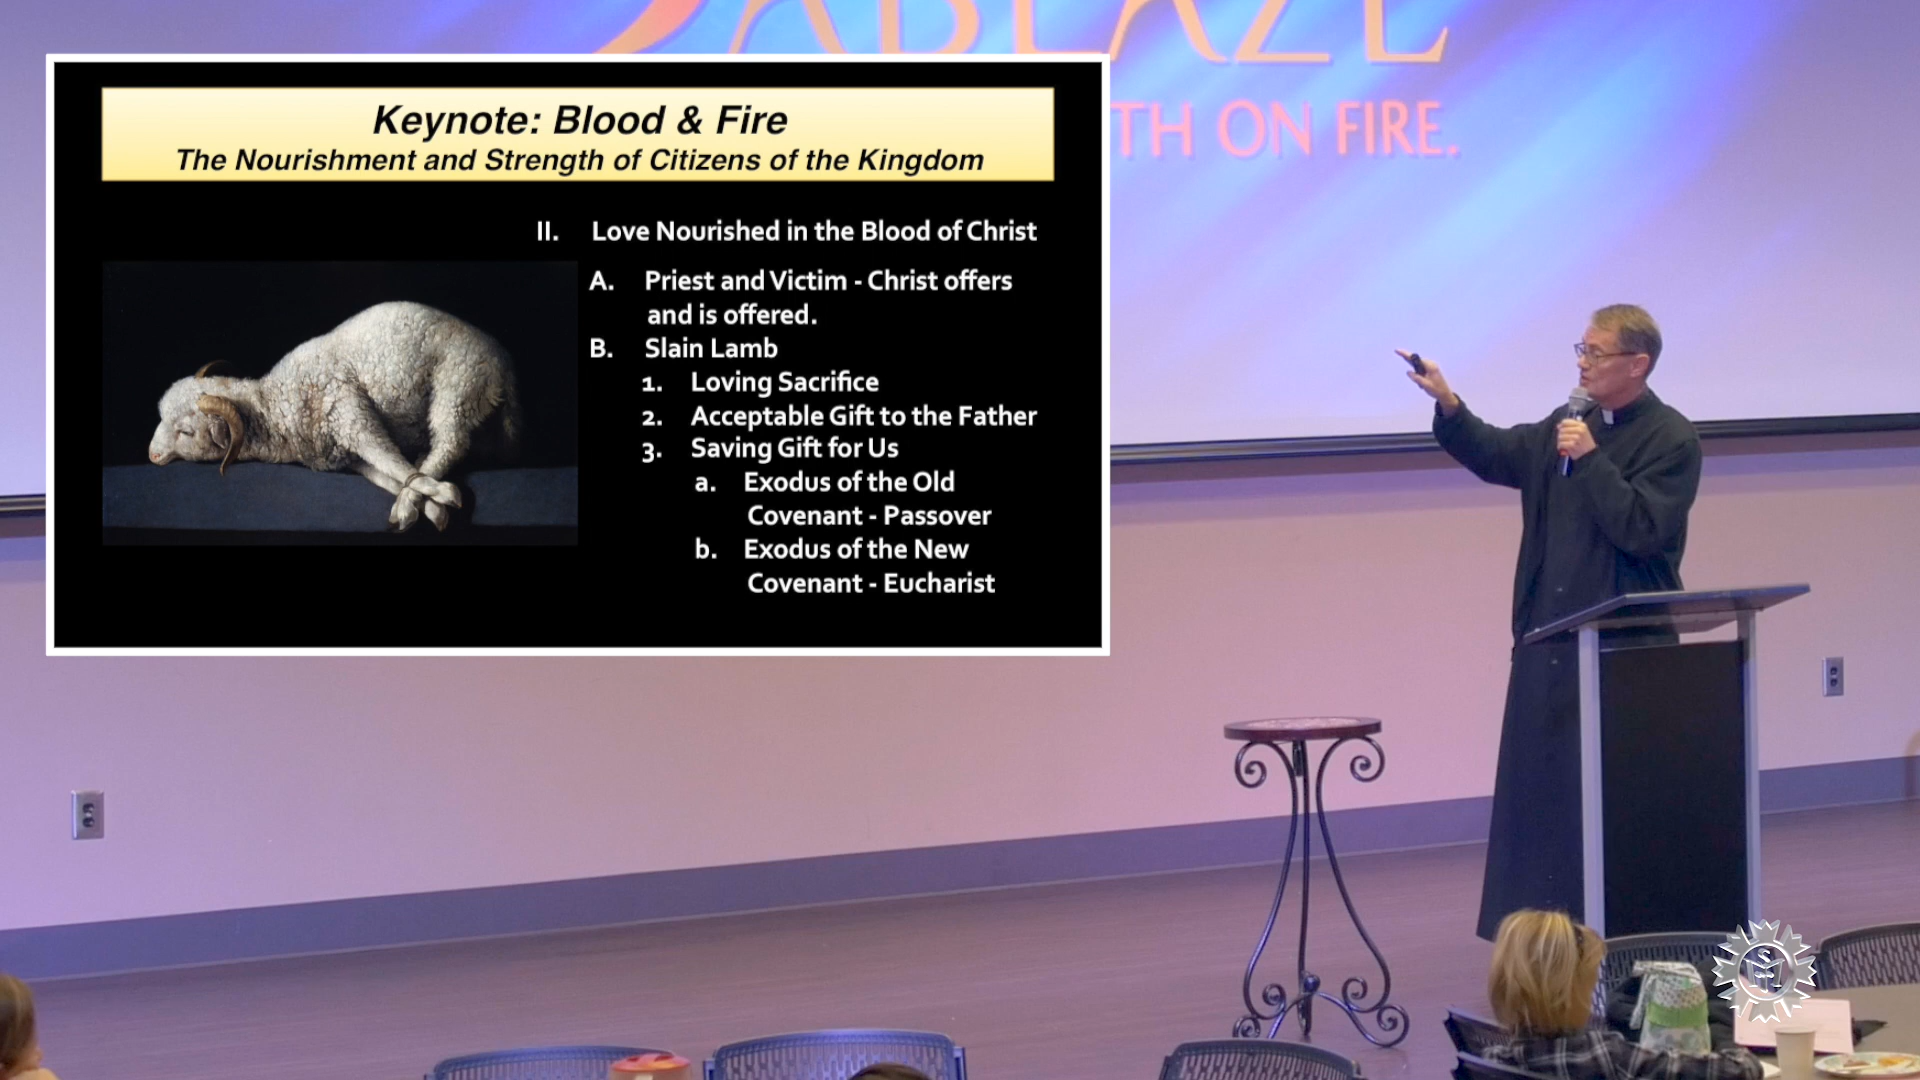 ABLAZE
TH ON FIRE.
Keynote: Blood & Fire
The Nourishment and Strength of Citizens of the Kingdom
II. Love Nourished in the Blood of Christ
A. Priest and Victim - Christ offers
and is offered.
B. Slain Lamb
1. Loving Sacrifice
2. Acceptable Gift to the Father
3. Saving Gift for Us
a. Exodus of the Old
Covenant - Passover
b. Exodus of the New
Covenant - Eucharist